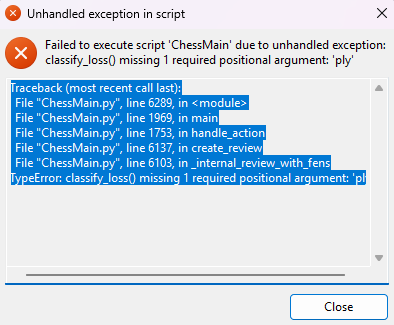 Unhandled exception in script
Failed to execute script 'ChessMain' due to unhandled exception:
classify_loss() missing 1 required positional argument: 'ply'
Traceback (most recent call last):
File "ChessMain.py", line 6289, in <module>
File "ChessMain.py", line 1969, in main
File "ChessMain.py", line 1753, in handle_action
File "ChessMain.py", line 6137, in create_review
File "ChessMain.py", line 6103, in _internal_review_with_fens
TypeError: classify_loss() missing 1 required positional argument: 'ply
Close